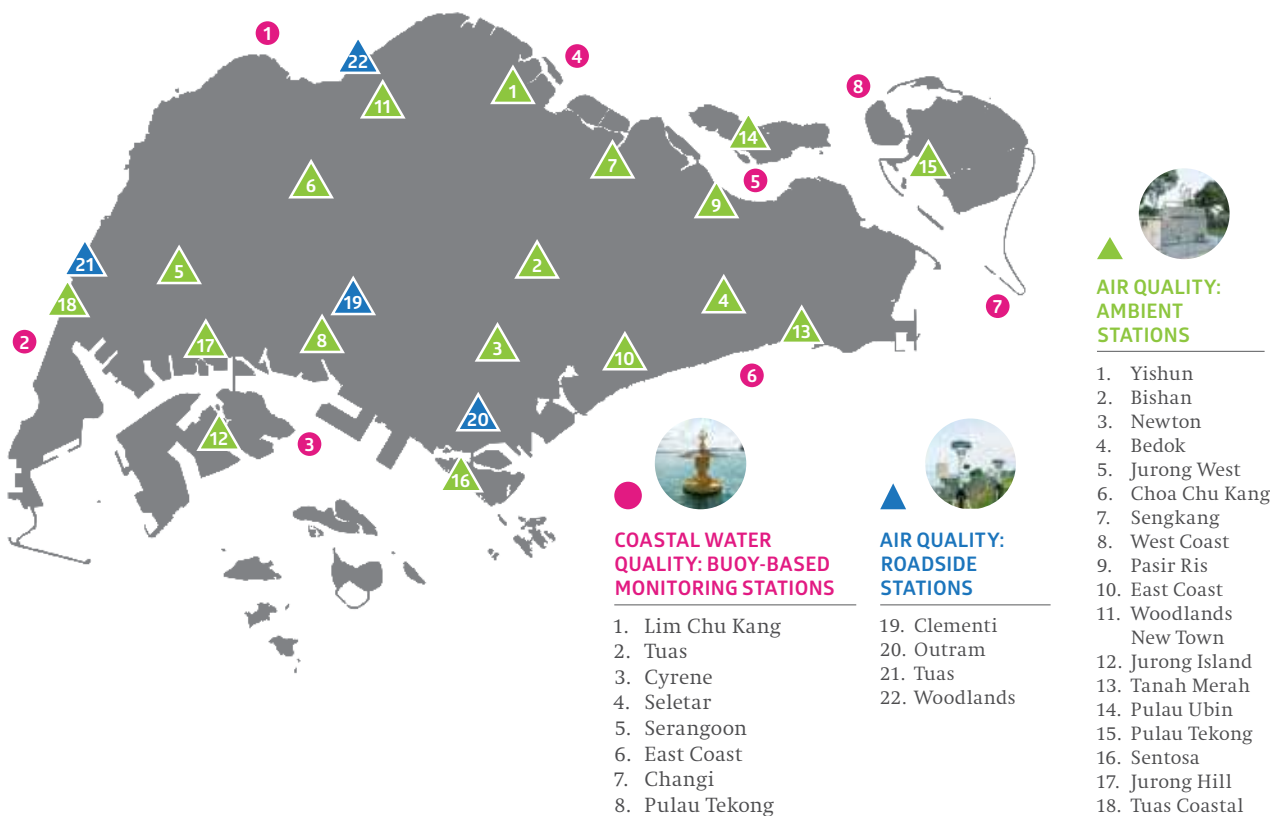 1
22
4
11
1
8
14
7
15
6
5
9
21
5
2
18
19
4
7
2
17
8
3
10
13
6
12
3
20
16
COASTAL WATER
QUALITY: BUOY-BASED
MONITORING STATIONS
1. Lim Chu Kang
2. Tuas
3. Cyrene
4. Seletar
5. Serangoon
6. East Coast
7. Changi
8. Pulau Tekong
AIR QUALITY:
ROADSIDE
STATIONS
19. Clementi
20. Outram
21. Tuas
22. Woodlands
AIR QUALITY:
AMBIENT
STATIONS
1. Yishun
2. Bishan
3. Newton
4. Bedok
5. Jurong West
6. Choa Chu Kang
7. Sengkang
8. West Coast
9. Pasir Ris
10. East Coast
11. Woodlands
New Town
12. Jurong Island
13. Tanah Merah
14. Pulau Ubin
15. Pulau Tekong
16. Sentosa
17. Jurong Hill
18. Tuas Coastal